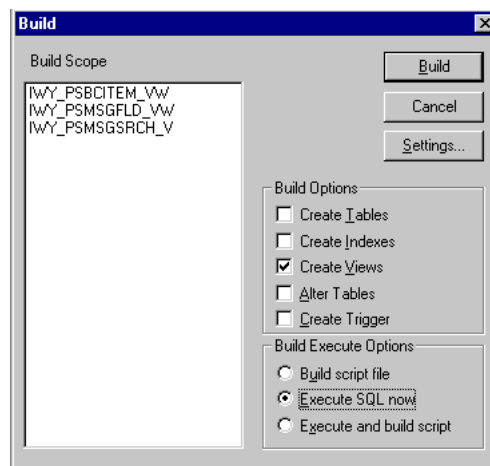 Build
Build Scope
IWY_PSBCITEM_VW
IWY_PSMSGFLD_VW
IWY_PSMSGSRCH_V
Build
Cancel
Settings...
Build Options
Create Tables
Create Indexes
Create Views
Alter Tables
Create Trigger
Build Execute Options
Build script file
Execute SQL now
Execute and build script